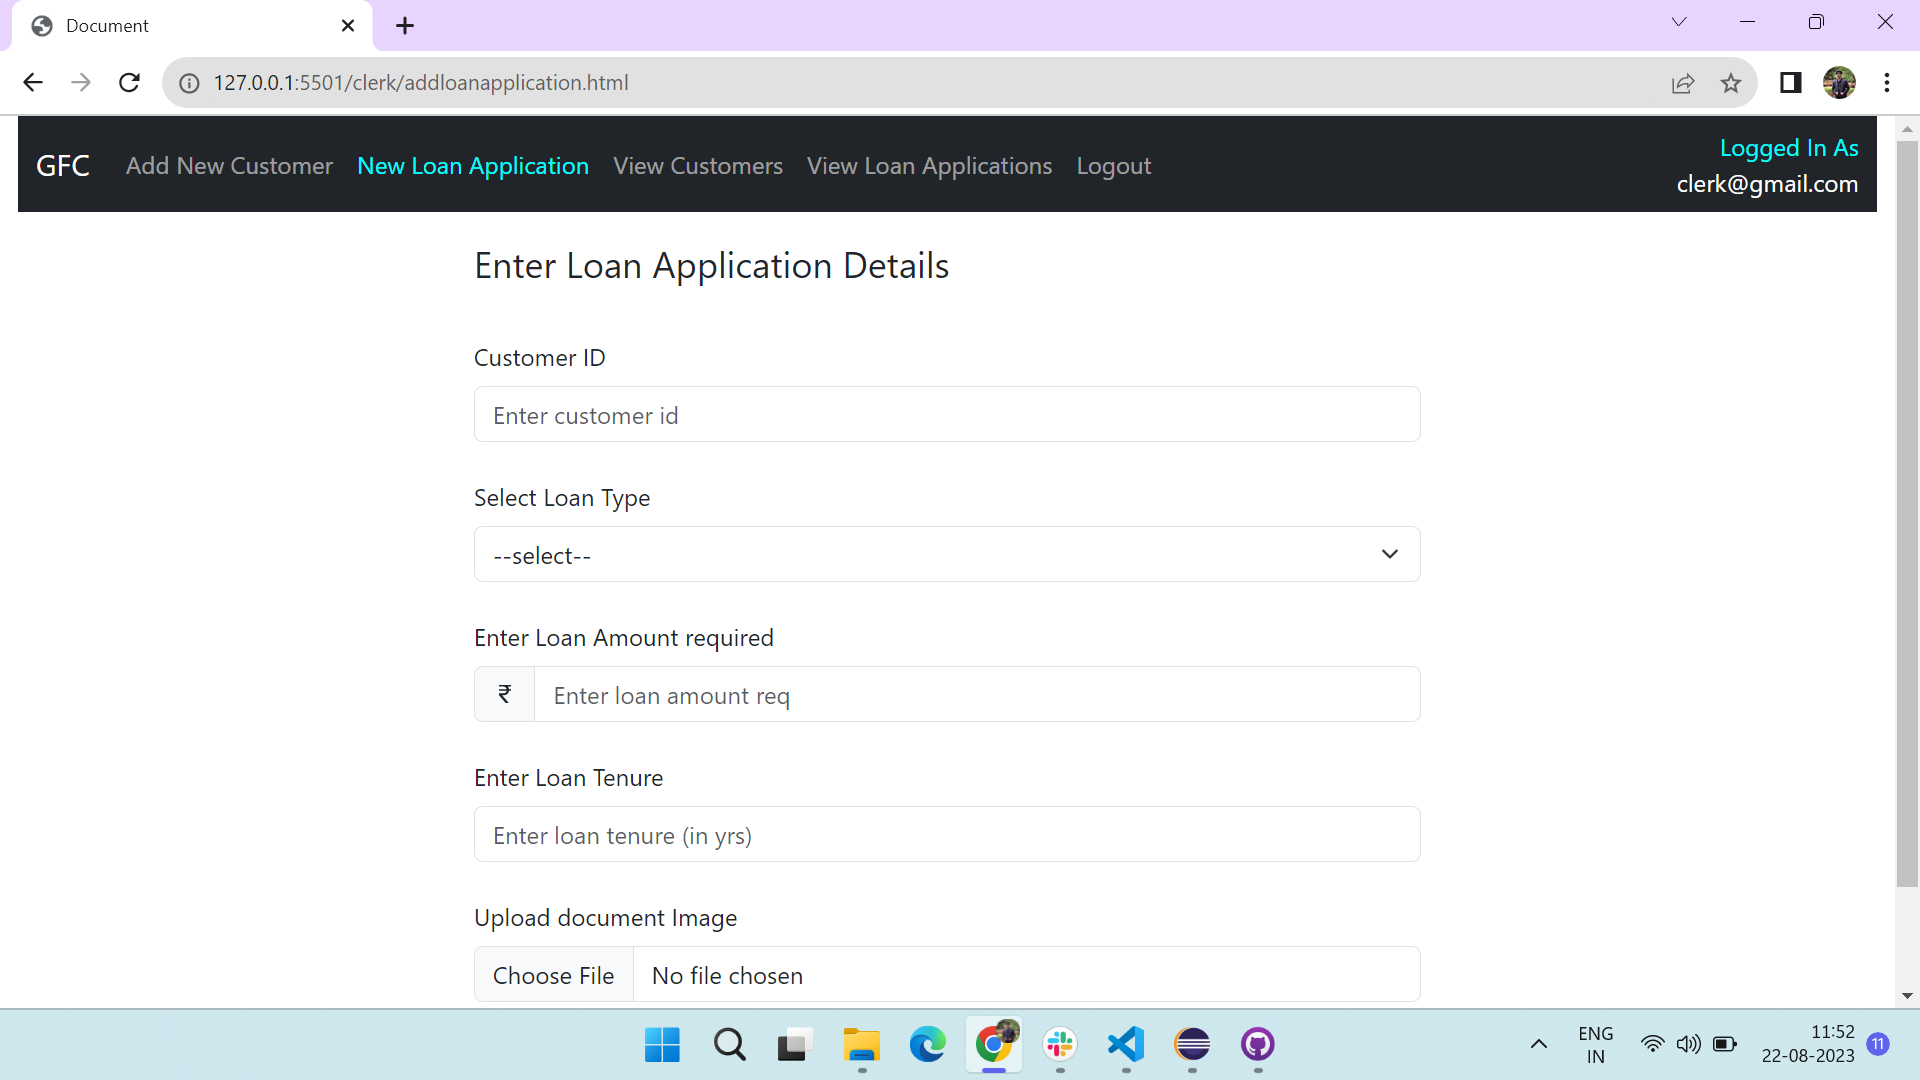 Document
127.0.0.1:5501/clerk/addloanapplication.html
GFC Add New Customer New Loan Application View Customers View Loan Applications Logout
Logged In As
clerk@gmail.com
Enter Loan Application Details
Customer ID
Enter customer id
Select Loan Type
--select--
Enter Loan Amount required
₹ Enter loan amount req
Enter Loan Tenure
Enter loan tenure (in yrs)
Upload document Image
Choose File No file chosen
ENG
IN
11:52
22-08-2023
11